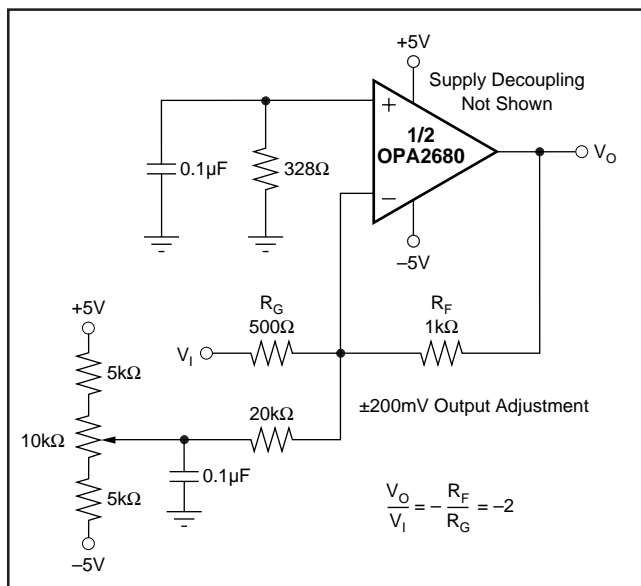 +5V
Supply Decoupling
Not Shown
+
1/2
OPA2680
V_O
0.1µF
328Ω
−
−5V
+5V
R_G
500Ω
R_F
1kΩ
V_I
5kΩ
±200mV Output Adjustment
20kΩ
10kΩ
0.1µF
5kΩ
V_O/V_I = − R_F/R_G = −2
−5V